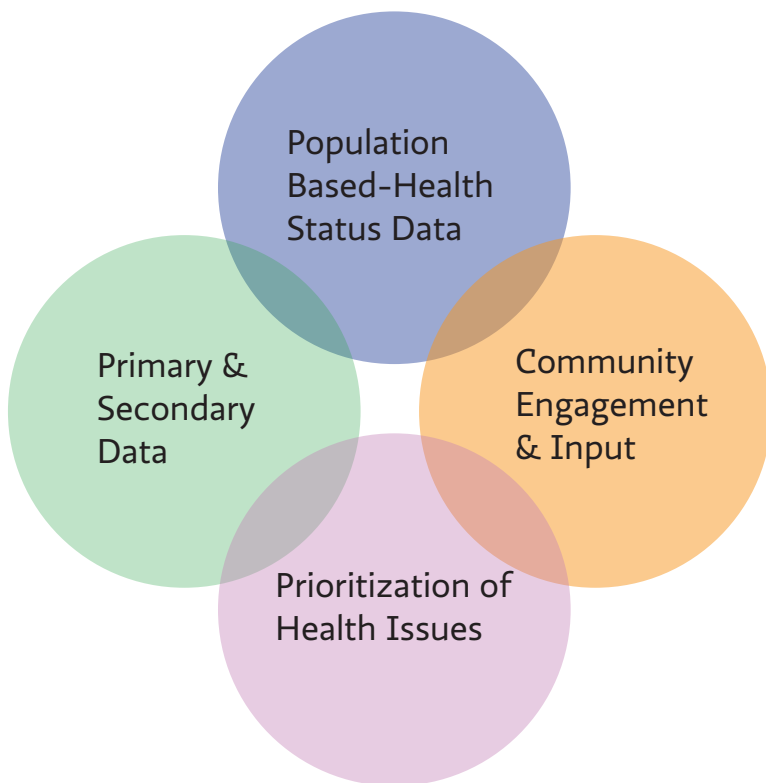 Population
Based-Health
Status Data
Primary &
Secondary
Data
Community
Engagement
& Input
Prioritization of
Health Issues